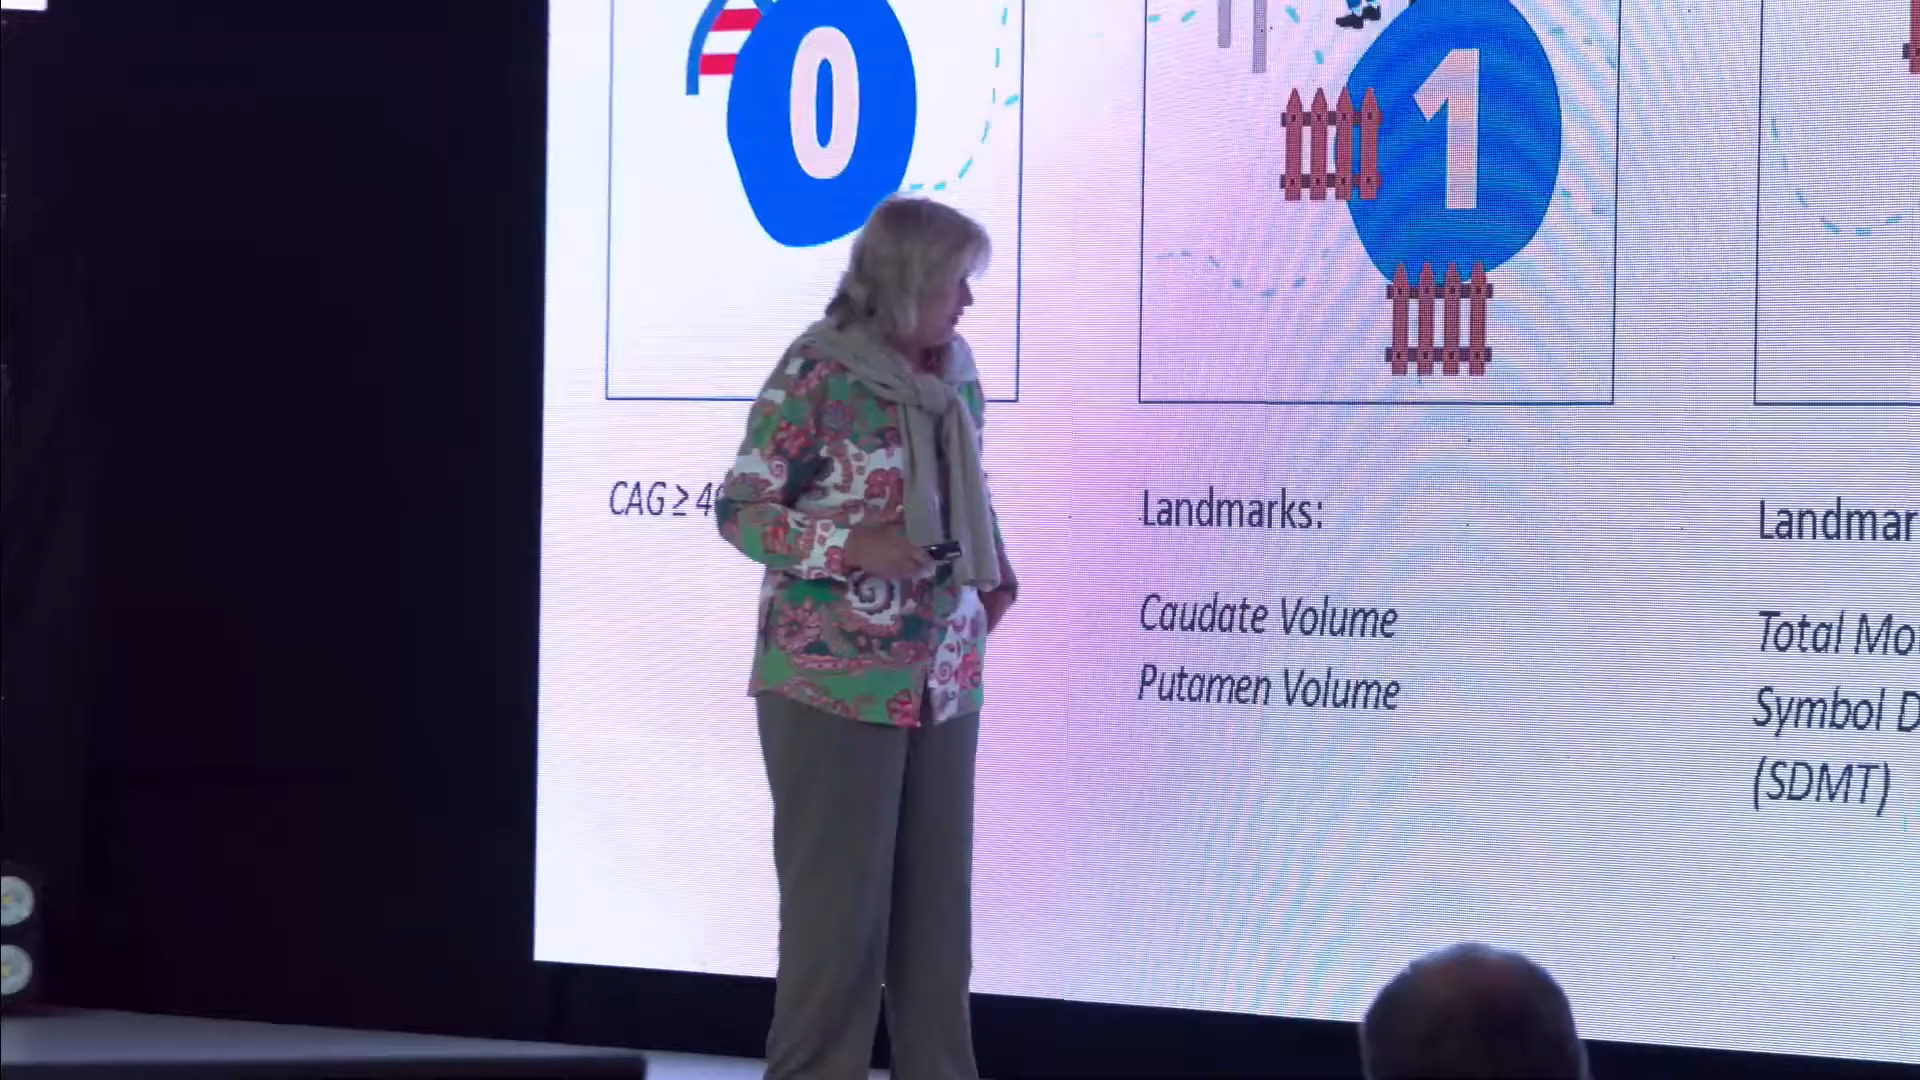 0
1
CAG ≥ 4
Landmarks:
Caudate Volume
Putamen Volume
Landmar
Total Mo
Symbol D
(SDMT)